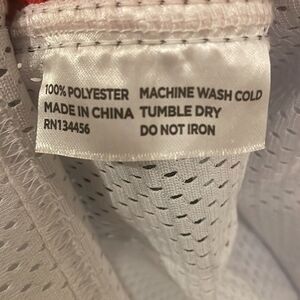 100% POLYESTER MACHINE WASH COLD
MADE IN CHINA TUMBLE DRY
RN134456 DO NOT IRON